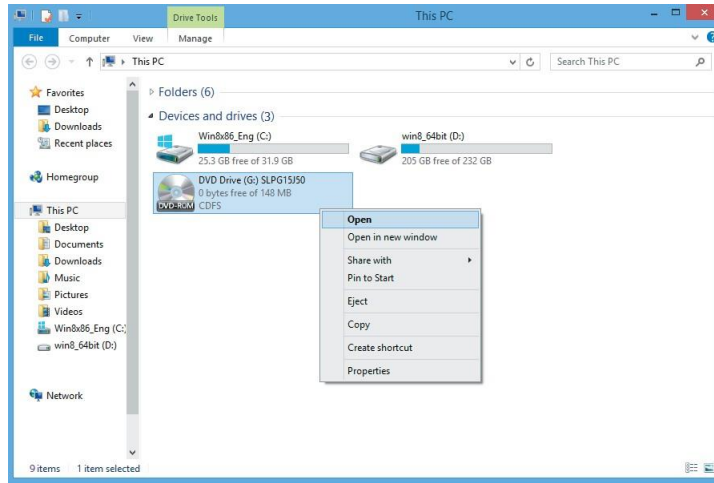 Drive Tools
This PC
File
Computer
View
Manage
This PC
Search This PC
Favorites
Desktop
Downloads
Recent places
Homegroup
This PC
Desktop
Documents
Downloads
Music
Pictures
Videos
Win8x86_Eng (C:)
win8_64bit (D:)
Network
Folders (6)
Devices and drives (3)
Win8x86_Eng (C:)
25.3 GB free of 31.9 GB
win8_64bit (D:)
205 GB free of 232 GB
DVD Drive (G:) SLPG15J50
0 bytes free of 148 MB
CDFS
DVD-ROM
Open
Open in new window
Share with
Pin to Start
Eject
Copy
Create shortcut
Properties
9 items
1 item selected